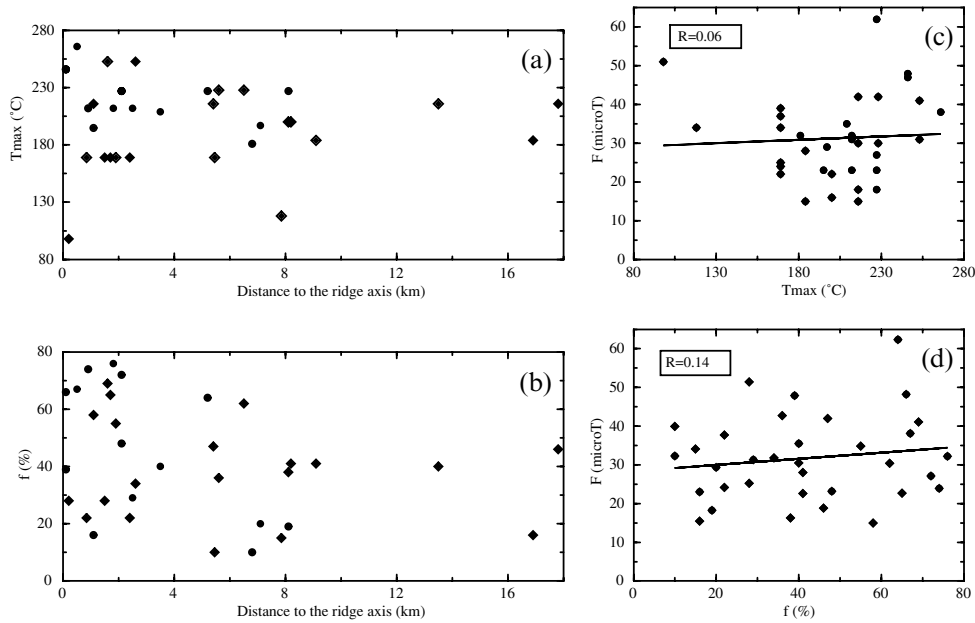 280
230
180
130
80
Tmax (˚C)
(a)
0 4 8 12 16
Distance to the ridge axis (km)
60
50
40
30
20
10
0
F (microT)
R=0.06
(c)
80 130 180 230 280
Tmax (˚C)
80
60
40
20
0
f (%)
(b)
0 4 8 12 16
Distance to the ridge axis (km)
60
50
40
30
20
10
0
F (microT)
R=0.14
(d)
0 20 40 60 80
f (%)